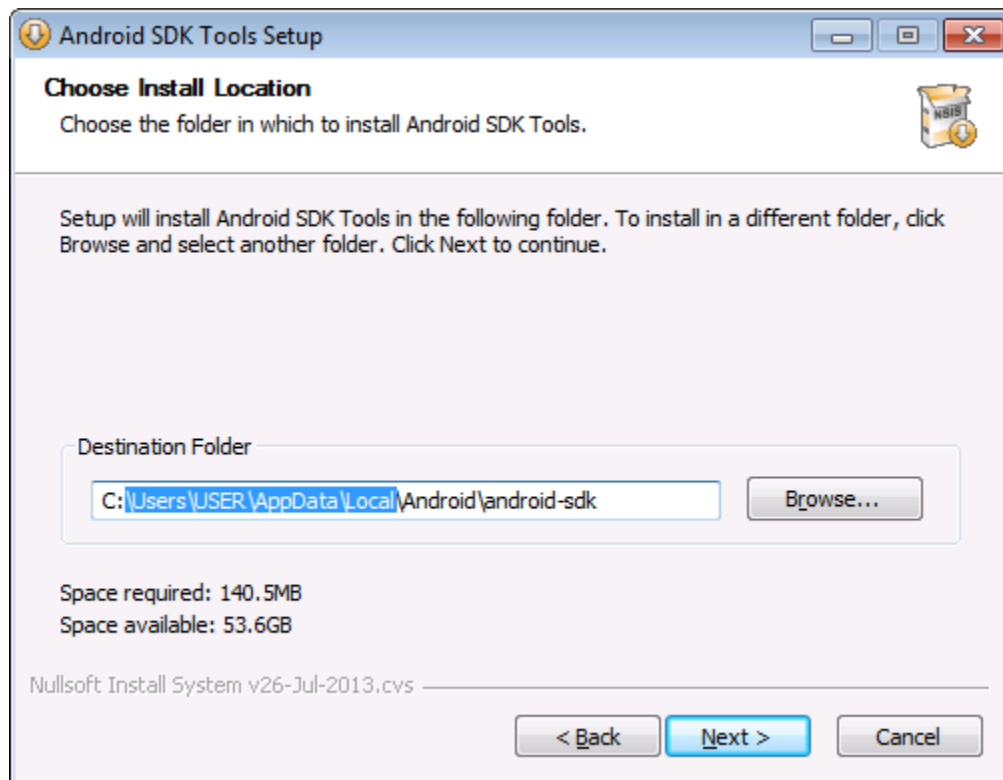 Android SDK Tools Setup
Choose Install Location
Choose the folder in which to install Android SDK Tools.
NSIS
Setup will install Android SDK Tools in the following folder. To install in a different folder, click
Browse and select another folder. Click Next to continue.
Destination Folder
C:\Users\USER\AppData\Local\Android\android-sdk
Browse...
Space required: 140.5MB
Space available: 53.6GB
Nullsoft Install System v26-Jul-2013.cvs
< Back
Next >
Cancel